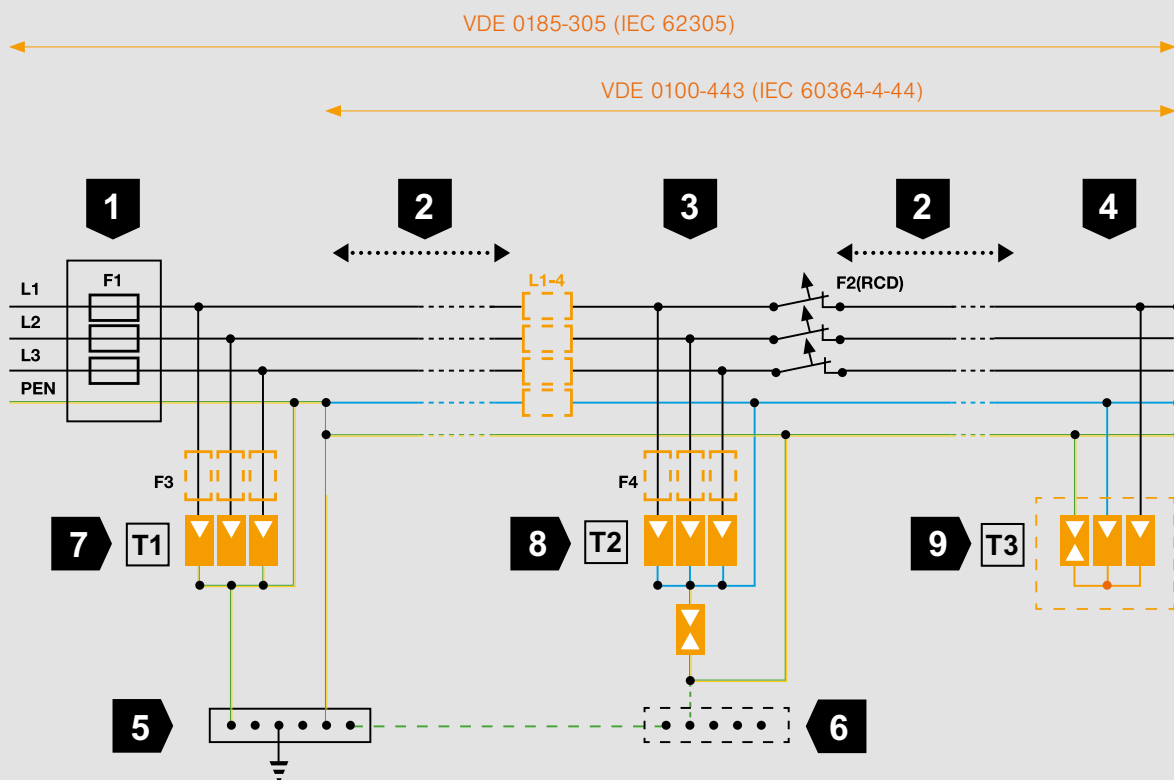 VDE 0185-305 (IEC 62305)
VDE 0100-443 (IEC 60364-4-44)
1
2
3
2
4
F1
L1-4
F2(RCD)
L1
L2
L3
PEN
F3
F4
7
T1
8
T2
9
T3
5
6